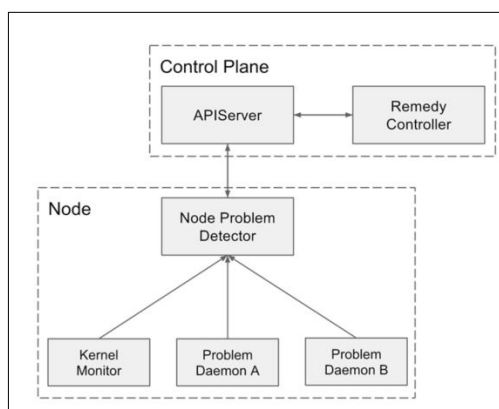 Control Plane
APIServer
Remedy
Controller
Node
Node Problem
Detector
Kernel
Monitor
Problem
Daemon A
Problem
Daemon B